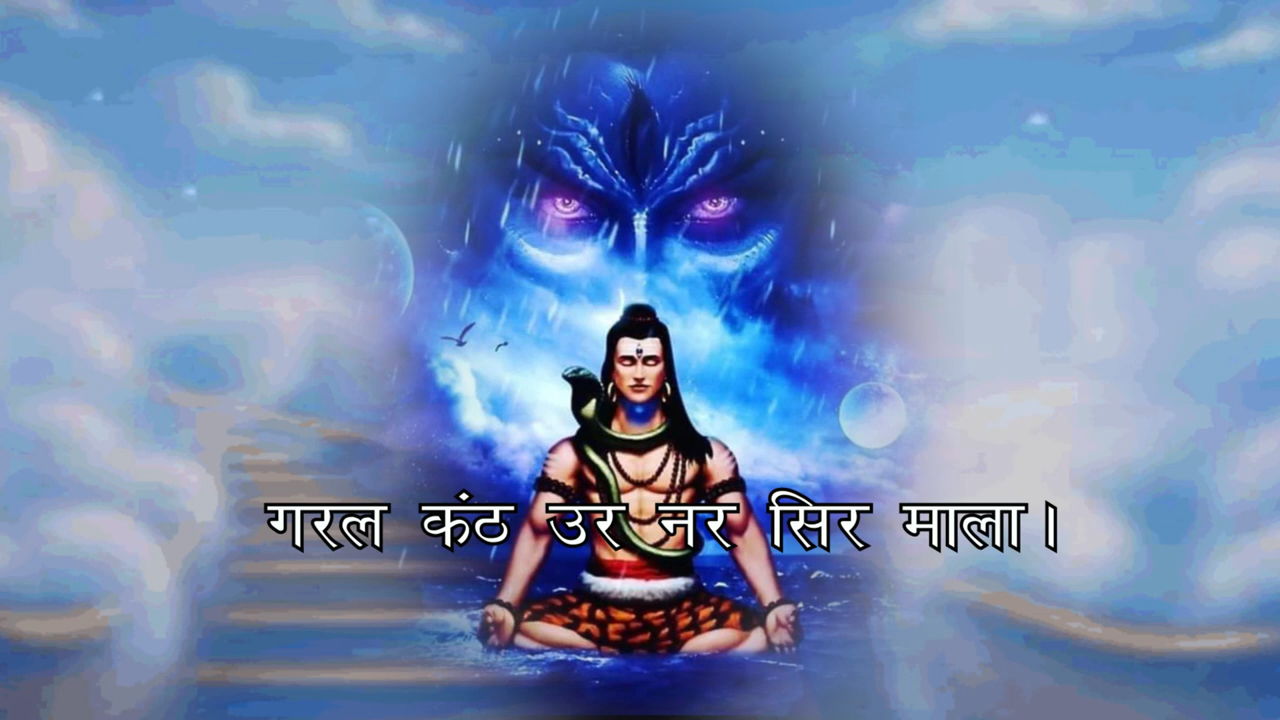 गरल कंठ उर नर सिर माला।